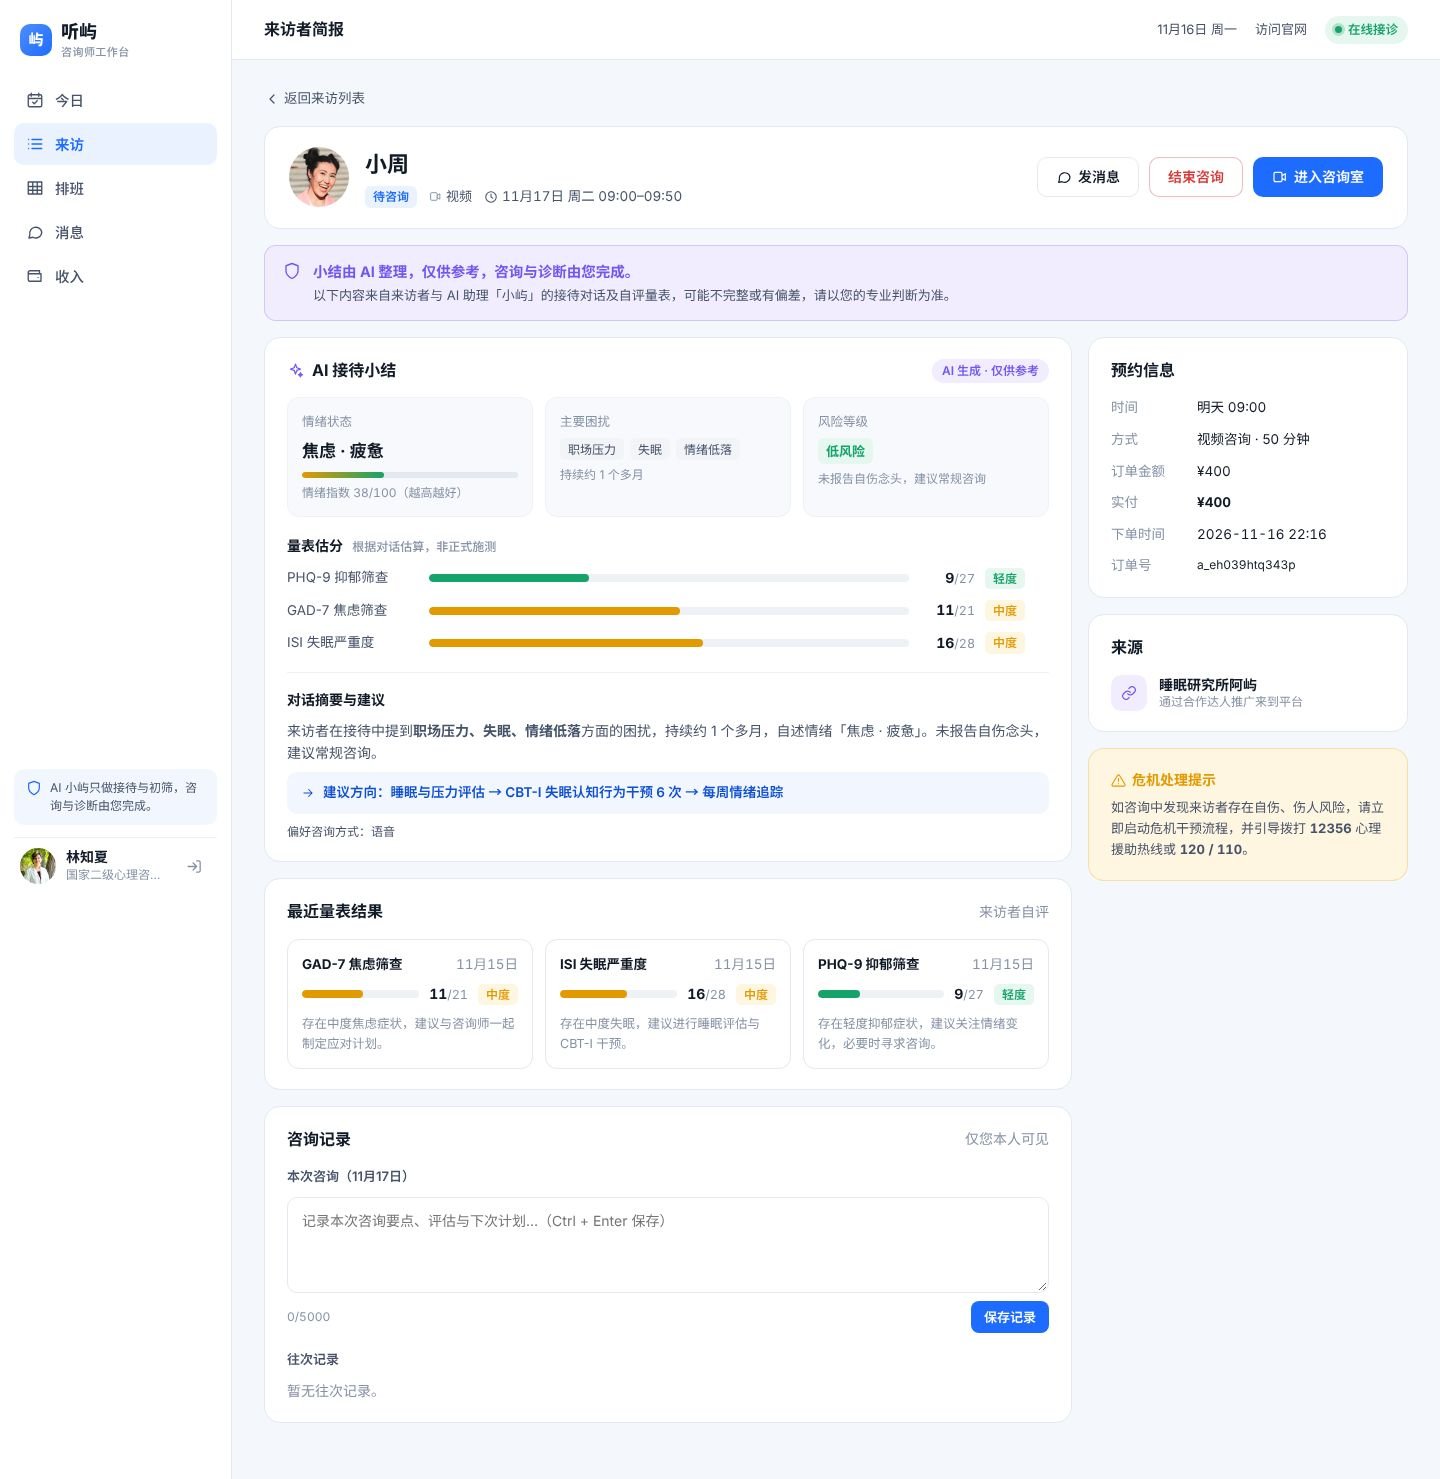 屿
听屿
咨询师工作台
今日
来访
排班
消息
收入
AI 小屿只做接待与初筛，咨
询与诊断由您完成。
林知夏
国家二级心理咨...
来访者简报
11月16日 周一
访问官网
在线接诊
返回来访列表
小周
待咨询
视频
11月17日 周二 09:00–09:50
发消息
结束咨询
进入咨询室
小结由 AI 整理，仅供参考，咨询与诊断由您完成。
以下内容来自来访者与 AI 助理「小屿」的接待对话及自评量表，可能不完整或有偏差，请以您的专业判断为准。
AI 接待小结
AI 生成 · 仅供参考
情绪状态
焦虑 · 疲惫
情绪指数 38/100（越高越好）
主要困扰
职场压力 失眠 情绪低落
持续约 1 个多月
风险等级
低风险
未报告自伤念头，建议常规咨询
量表估分 根据对话估算，非正式施测
PHQ-9 抑郁筛查 9/27 轻度
GAD-7 焦虑筛查 11/21 中度
ISI 失眠严重度 16/28 中度
对话摘要与建议
来访者在接待中提到职场压力、失眠、情绪低落方面的困扰，持续约 1 个多月，自述情绪「焦虑 · 疲惫」。未报告自伤念头，
建议常规咨询。
→ 建议方向：睡眠与压力评估 → CBT-I 失眠认知行为干预 6 次 → 每周情绪追踪
偏好咨询方式：语音
最近量表结果
来访者自评
GAD-7 焦虑筛查 11月15日
11/21 中度
存在中度焦虑症状，建议与咨询师一起
制定应对计划。
ISI 失眠严重度 11月15日
16/28 中度
存在中度失眠，建议进行睡眠评估与
CBT-I 干预。
PHQ-9 抑郁筛查 11月15日
9/27 轻度
存在轻度抑郁症状，建议关注情绪变
化，必要时寻求咨询。
咨询记录
仅您本人可见
本次咨询（11月17日）
记录本次咨询要点、评估与下次计划...（Ctrl + Enter 保存）
0/5000
保存记录
往次记录
暂无往次记录。
预约信息
时间 明天 09:00
方式 视频咨询 · 50 分钟
订单金额 ¥400
实付 ¥400
下单时间 2026-11-16 22:16
订单号 a_eh039htq343p
来源
睡眠研究所阿屿
通过合作达人推广来到平台
危机处理提示
如咨询中发现来访者存在自伤、伤人风险，请立
即启动危机干预流程，并引导拨打 12356 心理
援助热线或 120 / 110。